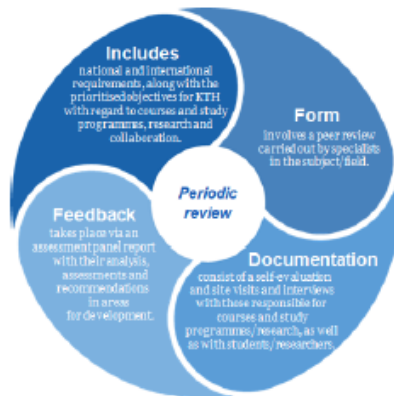 Includes
national and international
requirements, along with the
prioritised objectives for KTH
with regard to courses and study
programmes, research and
collaboration.
Form
involves a peer review
carried out by specialists
in the subject/field.
Periodic
review
Feedback
takes place via an
assessment panel report
with their analysis,
assessments and
recommendations
in areas
for development.
Documentation
consist of a self-evaluation
and site visits and interviews
with those responsible for
courses and study
programmes/research, as well
as with students/researchers.